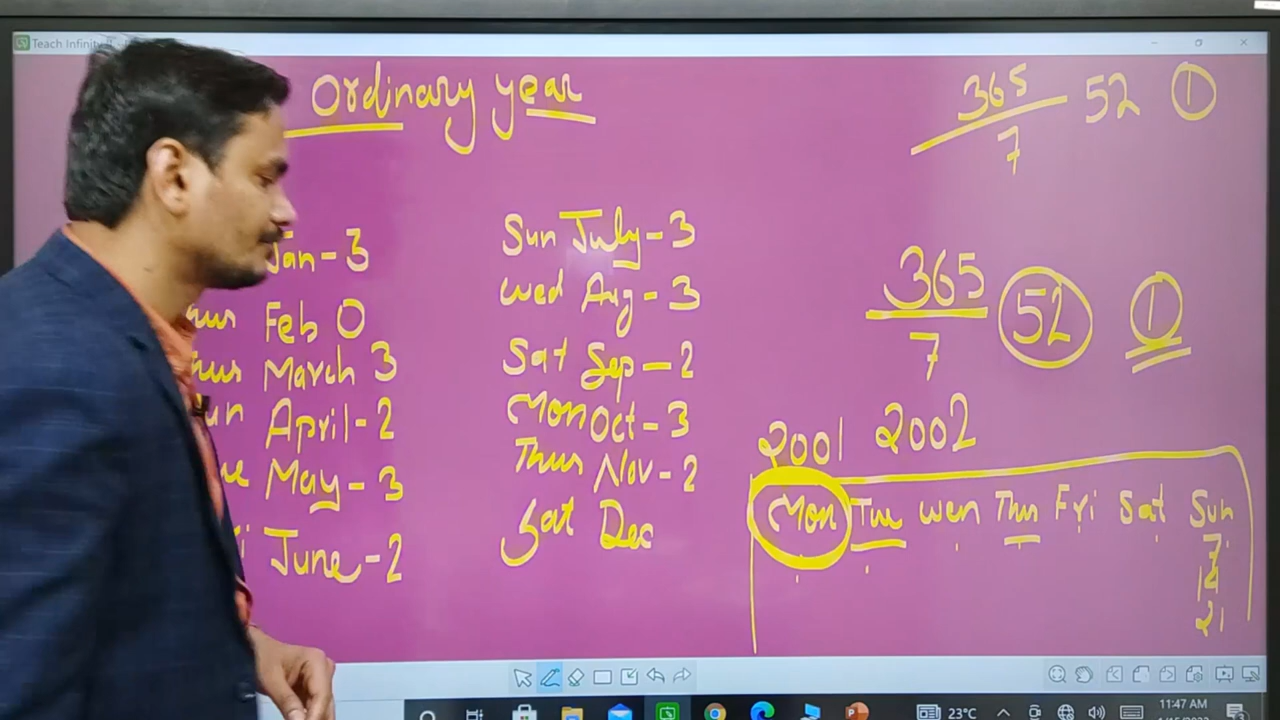 Teach Infinity
Ordinary year
365 52 1
7
Jan-3
Feb 0
March 3
April-2
May-3
June-2
Sun July-3
Wed Aug-3
Sat Sep-2
Mon Oct-3
Thus Nov-2
Sat Dec
365 52 1
7
2001 2002
Mon Tue wen Thus Fri Sat Sun
7
14
21
23°C
11:47 AM